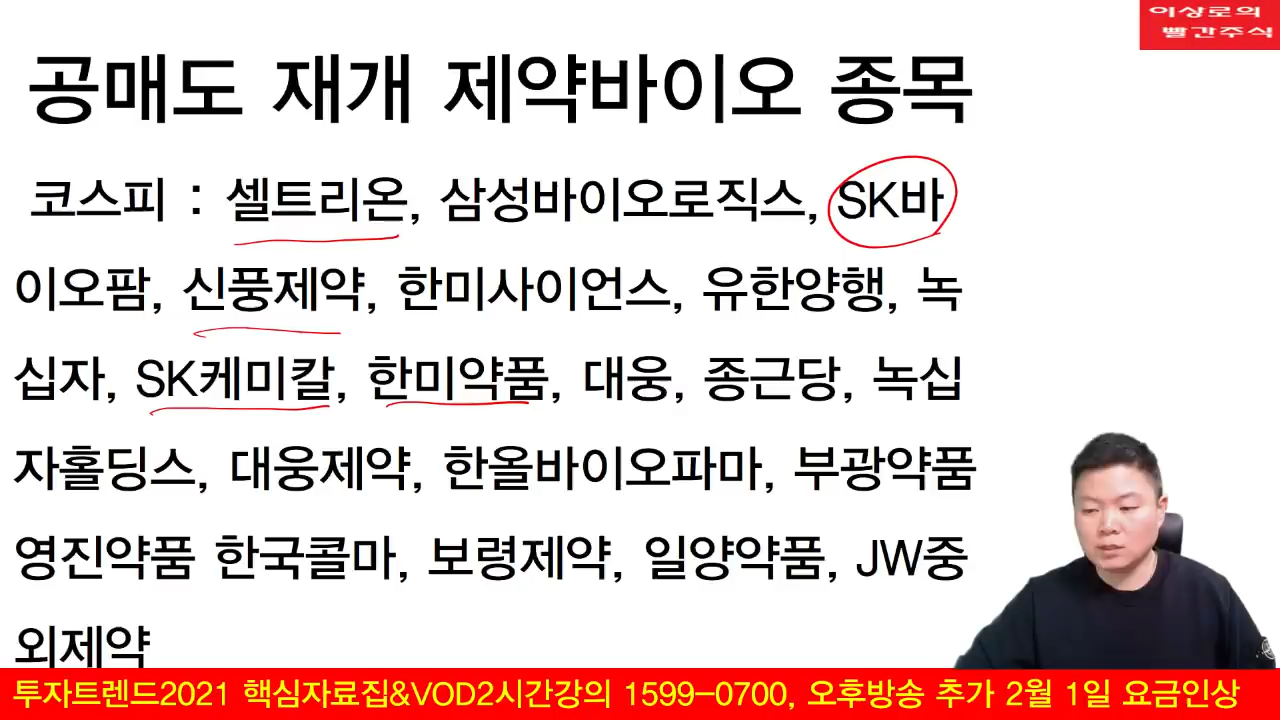 이상로의
빨간주식
공매도 재개 제약바이오 종목
코스피 : 셀트리온, 삼성바이오로직스, SK바
이오팜, 신풍제약, 한미사이언스, 유한양행, 녹
십자, SK케미칼, 한미약품, 대웅, 종근당, 녹십
자홀딩스, 대웅제약, 한올바이오파마, 부광약품
영진약품 한국콜마, 보령제약, 일양약품, JW중
외제약
투자트렌드2021 핵심자료집&VOD2시간강의 1599-0700, 오후방송 추가 2월 1일 요금인상